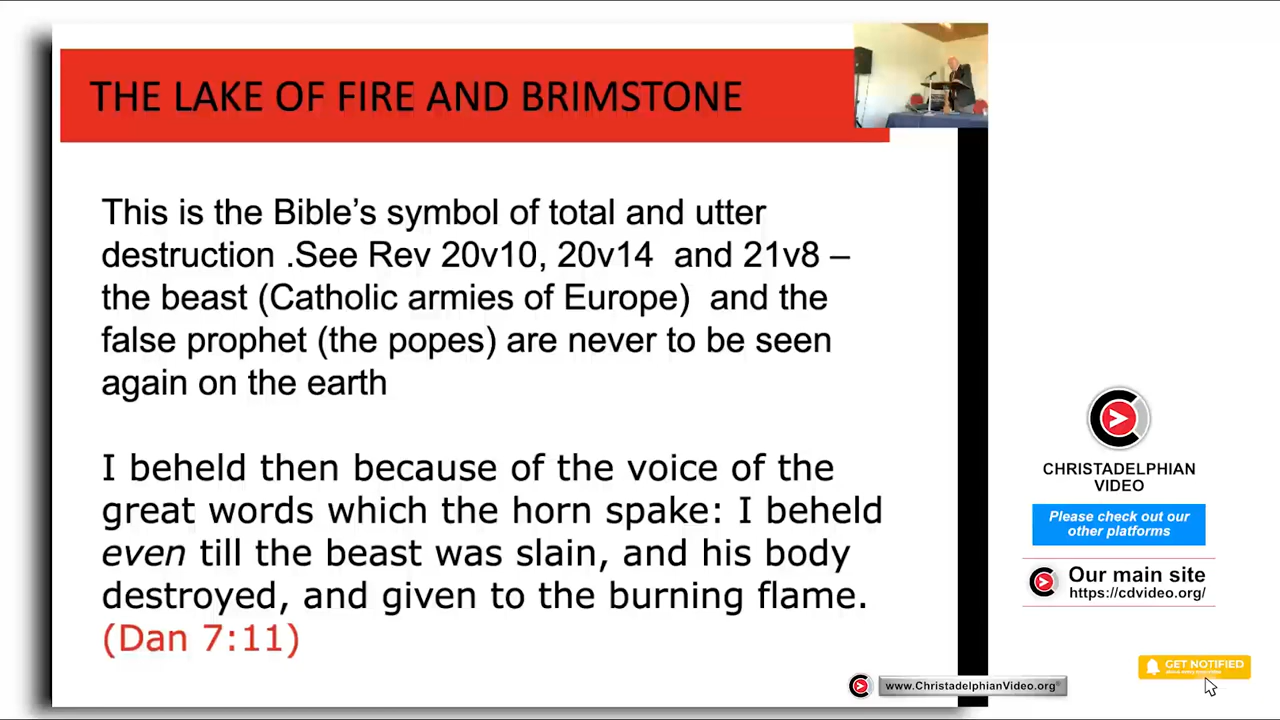 THE LAKE OF FIRE AND BRIMSTONE
This is the Bible’s symbol of total and utter
destruction .See Rev 20v10, 20v14 and 21v8 –
the beast (Catholic armies of Europe) and the
false prophet (the popes) are never to be seen
again on the earth
I beheld then because of the voice of the
great words which the horn spake: I beheld
even till the beast was slain, and his body
destroyed, and given to the burning flame.
(Dan 7:11)
CHRISTADELPHIAN
VIDEO
Please check out our
other platforms
Our main site
https://cdvideo.org/
GET NOTIFIED
www.ChristadelphianVideo.org